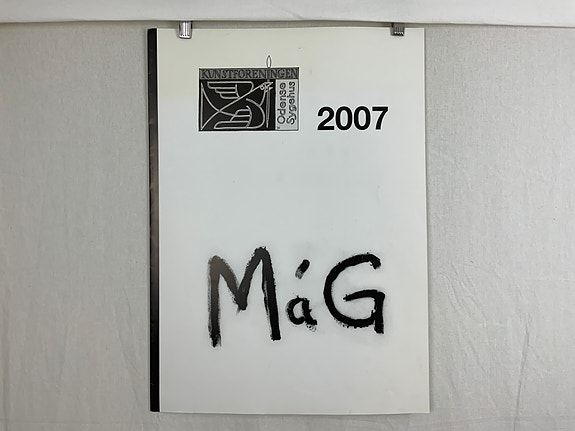 KUNSTFORENINGEN
Odense
Sygehus
2007
MáG